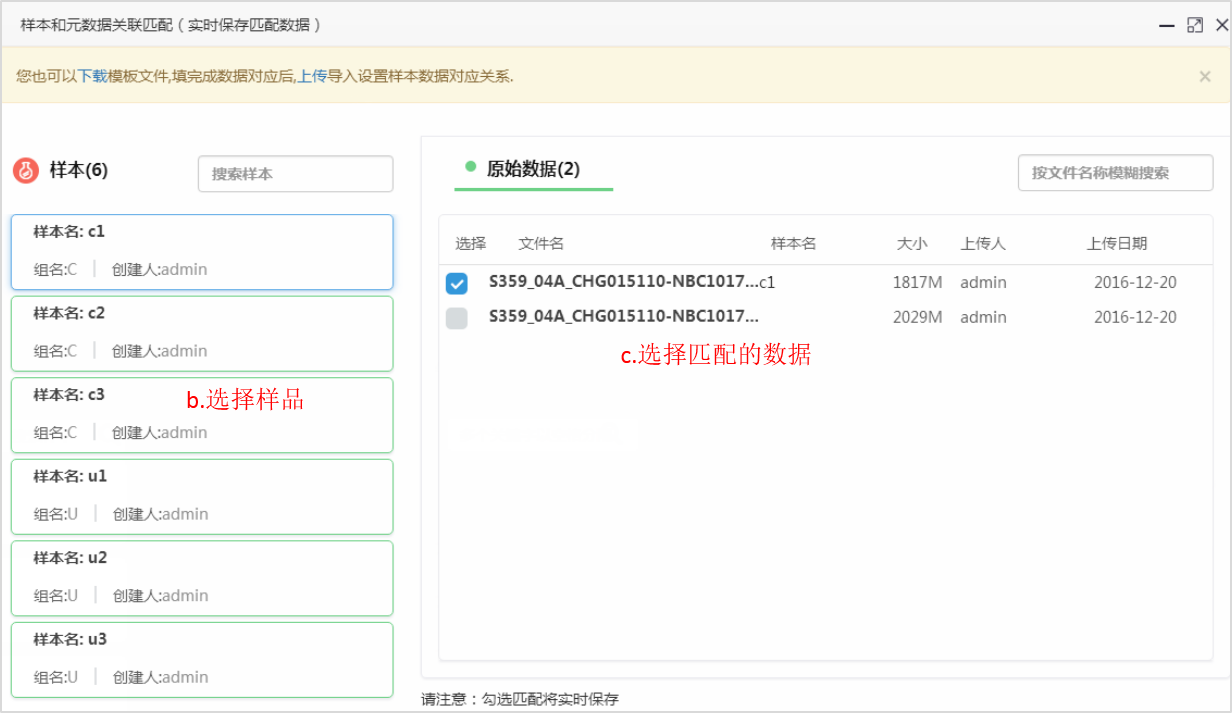 样本和元数据关联匹配（实时保存匹配数据）
您也可以下载模板文件,填完成数据对应后,上传导入设置样本数据对应关系.
样本(6)
搜索样本
样本名: c1
组名:C 创建人:admin
样本名: c2
组名:C 创建人:admin
样本名: c3
组名:C 创建人:admin
b.选择样品
样本名: u1
组名:U 创建人:admin
样本名: u2
组名:U 创建人:admin
样本名: u3
组名:U 创建人:admin
原始数据(2)
按文件名称模糊搜索
选择 文件名 样本名 大小 上传人 上传日期
S359_04A_CHG015110-NBC1017...c1 1817M admin 2016-12-20
S359_04A_CHG015110-NBC1017... 2029M admin 2016-12-20
c.选择匹配的数据
请注意：勾选匹配将实时保存